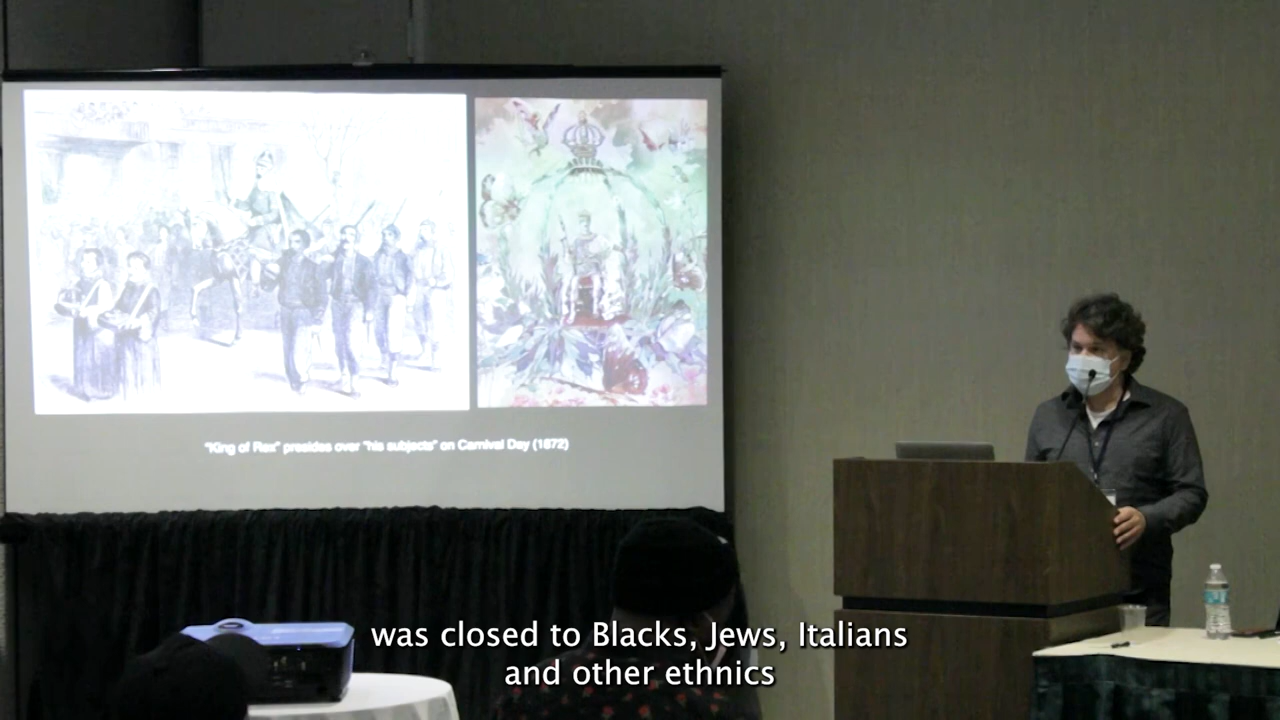 "King of Rex" presides over "his subjects" on Carnival Day (1872)
was closed to Blacks, Jews, Italians
and other ethnics